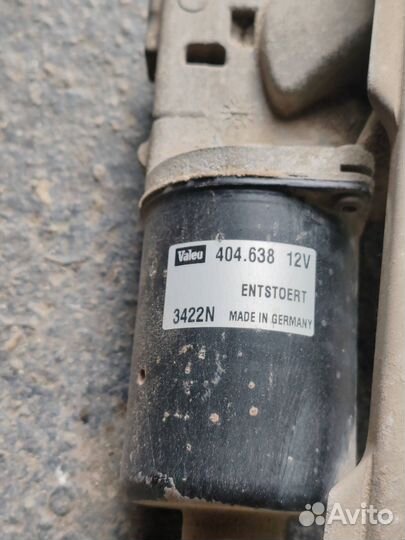 Valeo 404.638 12V
ENTSTOERT
3422N MADE IN GERMANY
Avito